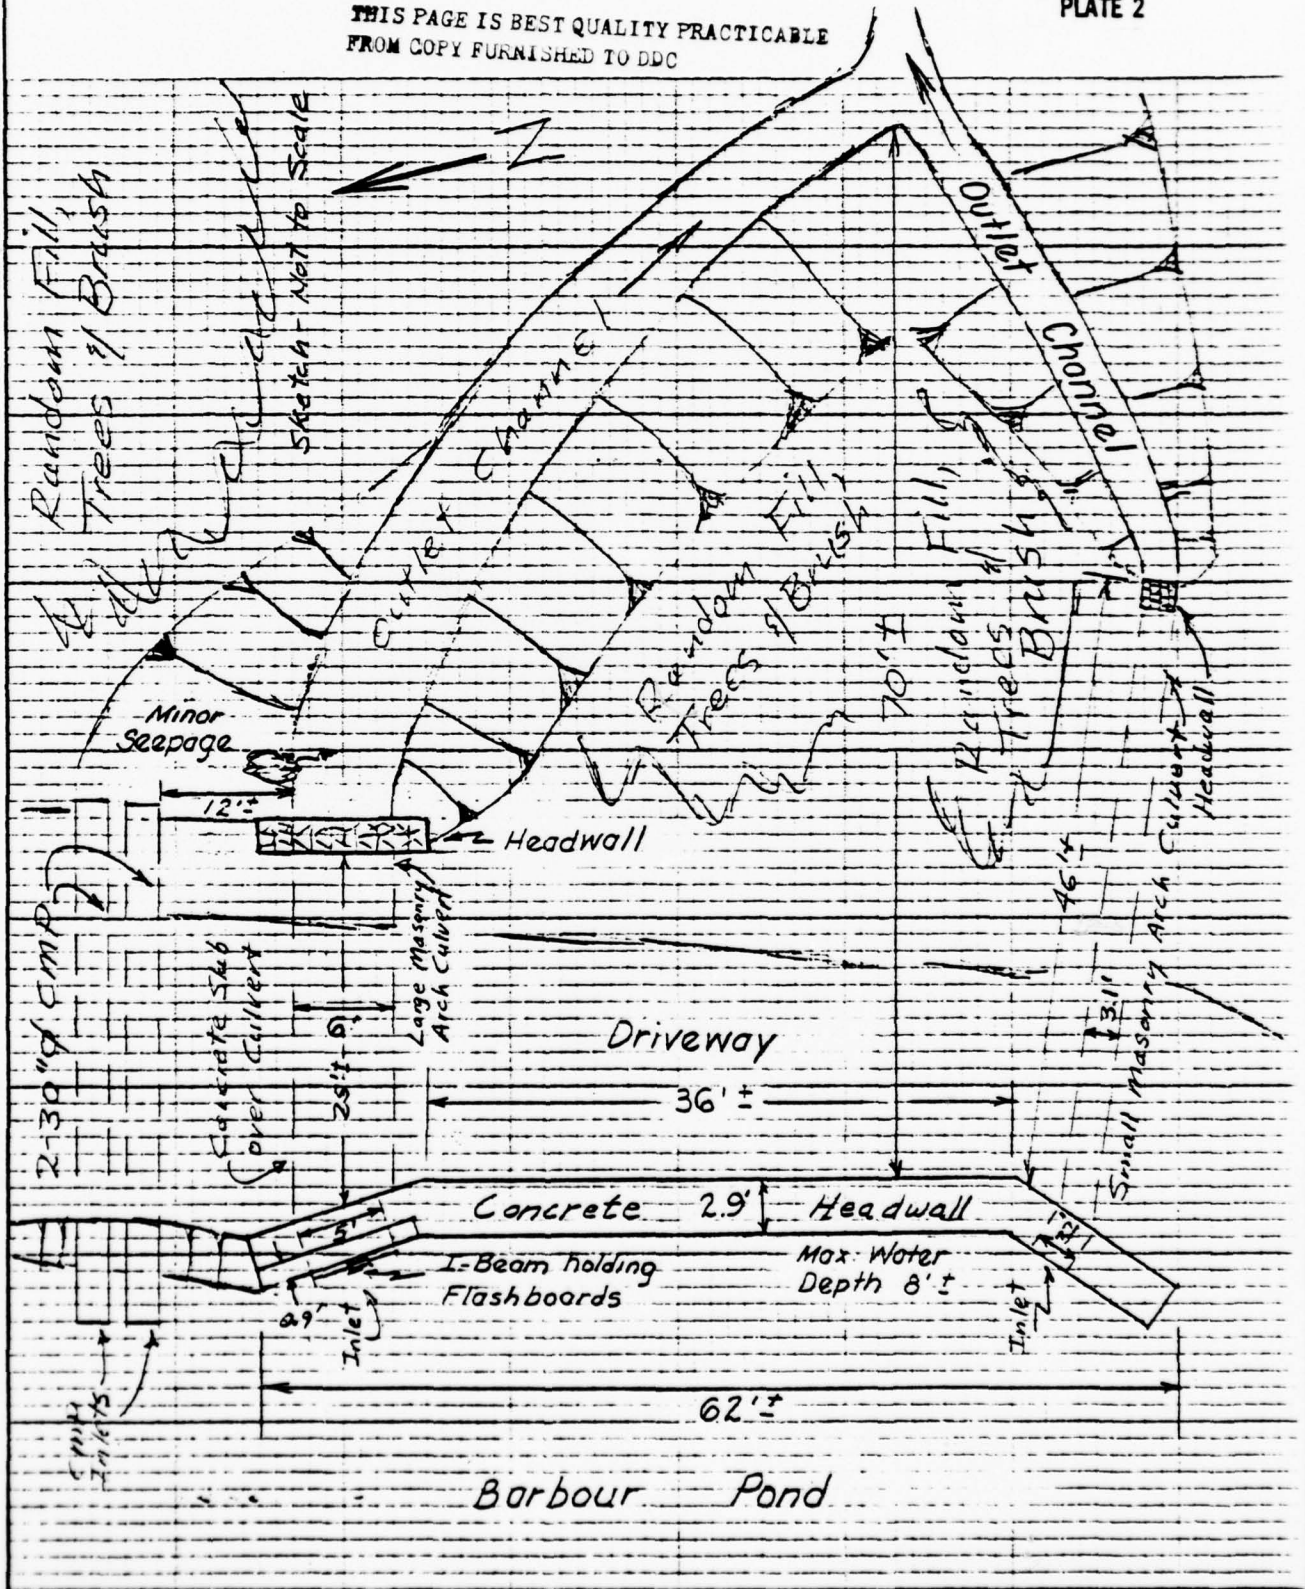 THIS PAGE IS BEST QUALITY PRACTICABLE
FROM COPY FURNISHED TO DDC
PLATE 2
Random Fill,
Trees w/ Brush
Sketch - Not to Scale
N
Outlet Channel
Outlet
Channel
Random Fill,
Trees w/ Brush
70'±
Random Fill,
Trees w/
Brush
Minor
Seepage
12'±
Headwall
Large Masonry
Arch Culvert
Concrete Slab
over Culvert
2-30"ϕ CMP
25'±
46'±
3.1'
Small Masonry Arch Culvert
Headwall
Driveway
36'±
Concrete 2.9' Headwall
5'
I-Beam holding
Flashboards
Max. Water
Depth 8'±
2.9'
Inlet
Inlet
CMP
Inlets
62'±
Barbour Pond